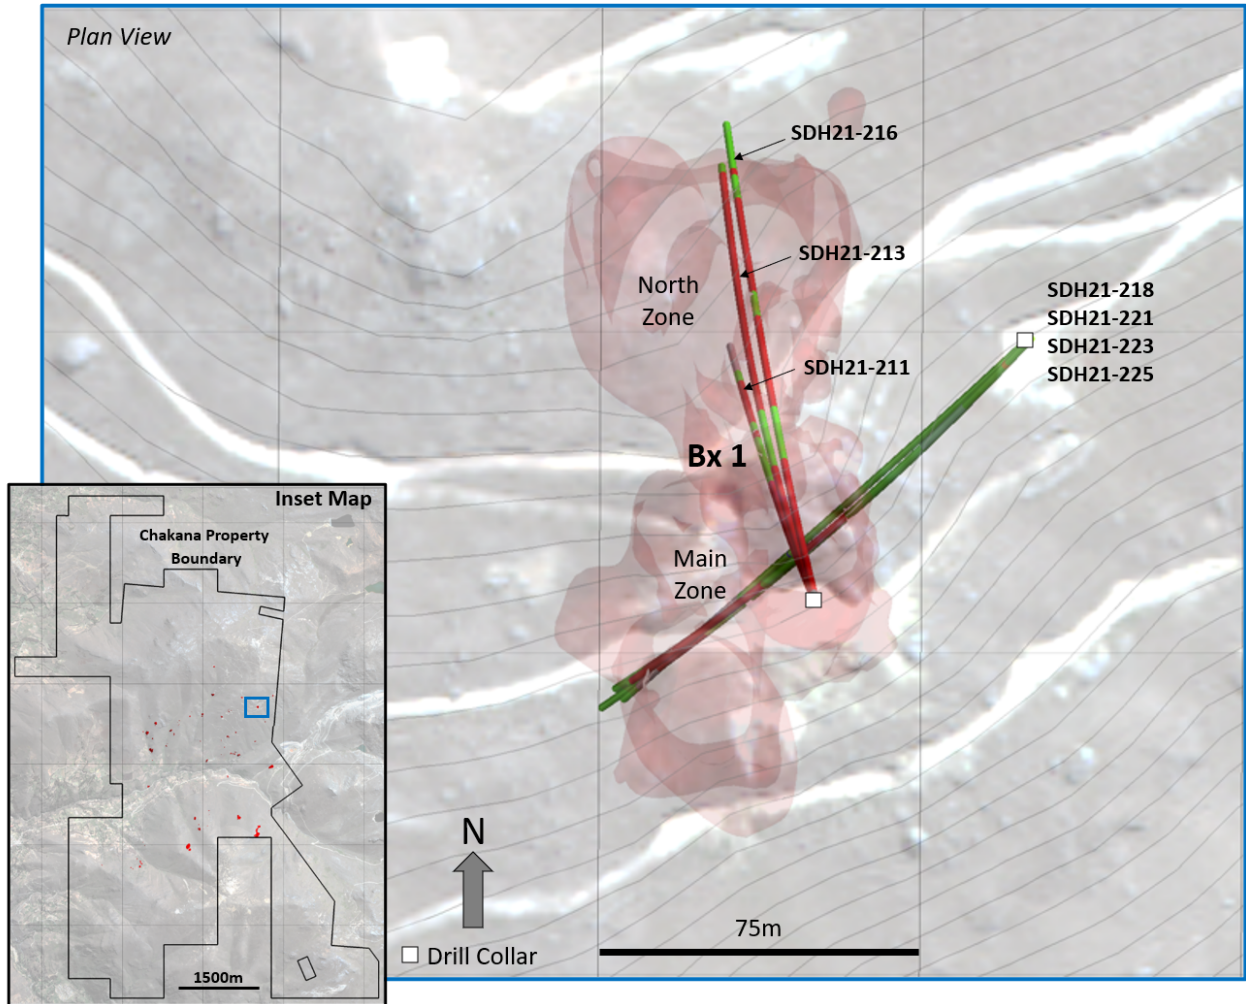 Plan View
SDH21-216
SDH21-213
North
Zone
SDH21-218
SDH21-221
SDH21-223
SDH21-225
SDH21-211
Bx 1
Main
Zone
Inset Map
Chakana Property
Boundary
1500m
N
Drill Collar
75m